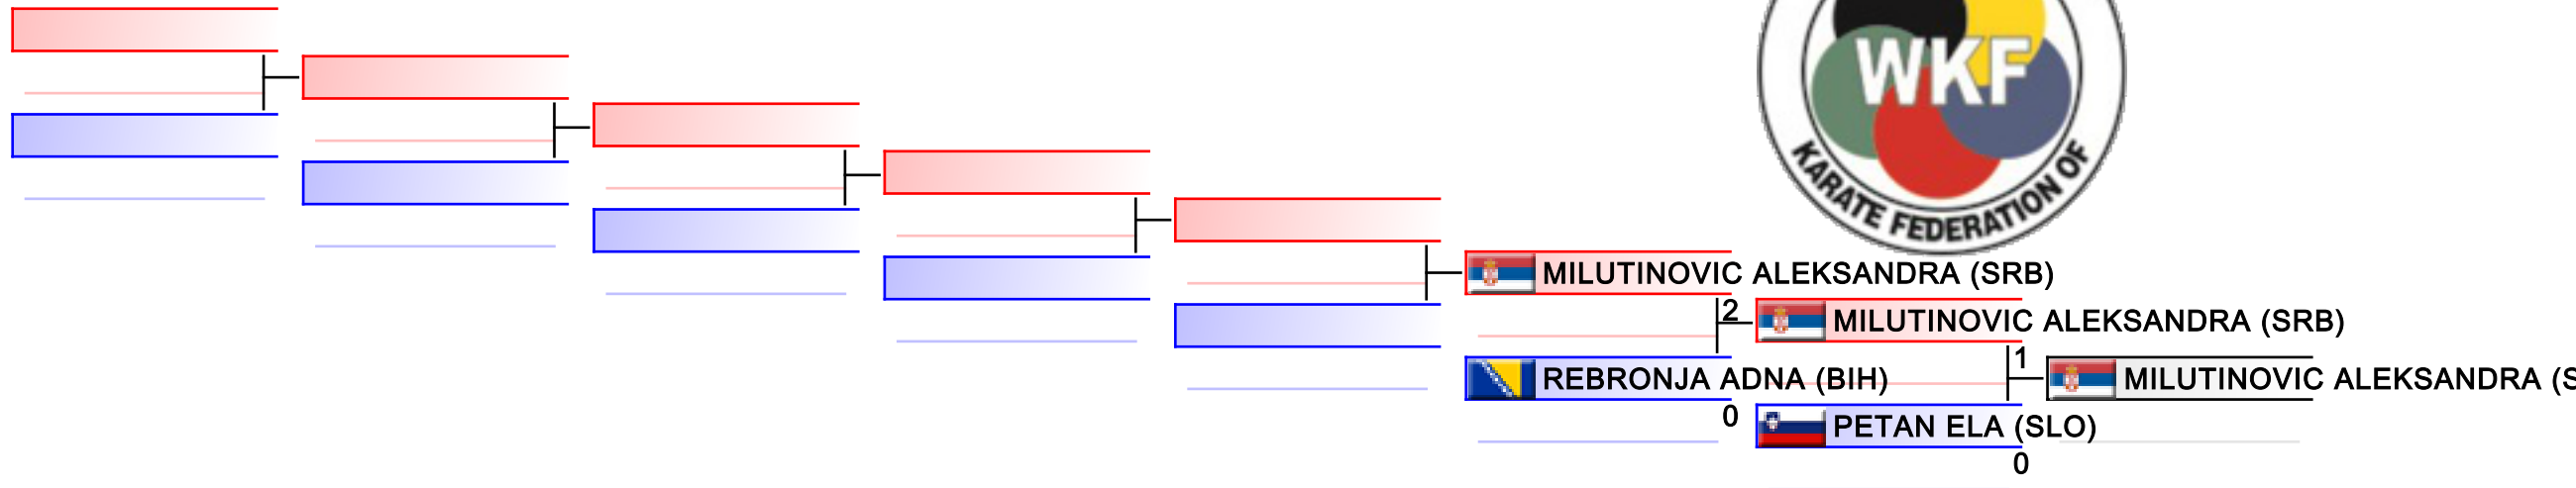 WKF
KARATE FEDERATION OF
MILUTINOVIC ALEKSANDRA (SRB)
2
MILUTINOVIC ALEKSANDRA (SRB)
1
REBRONJA ADNA (BIH)
MILUTINOVIC ALEKSANDRA (S
0
PETAN ELA (SLO)
0